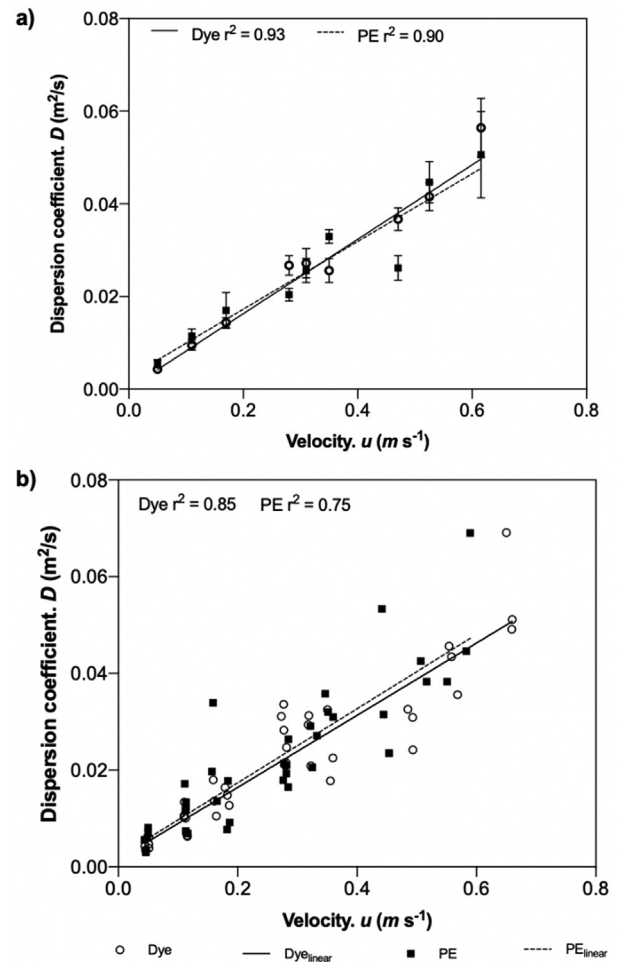 a)
0.08
Dye r² = 0.93 PE r² = 0.90
0.06
0.04
0.02
0.00
Dispersion coefficient. D (m²/s)
0.0 0.2 0.4 0.6 0.8
Velocity. u (m s⁻¹)
b)
0.08
Dye r² = 0.85 PE r² = 0.75
0.06
0.04
0.02
0.00
Dispersion coefficient. D (m²/s)
0.0 0.2 0.4 0.6 0.8
Velocity. u (m s⁻¹)
Dye Dyelinear PE PElinear